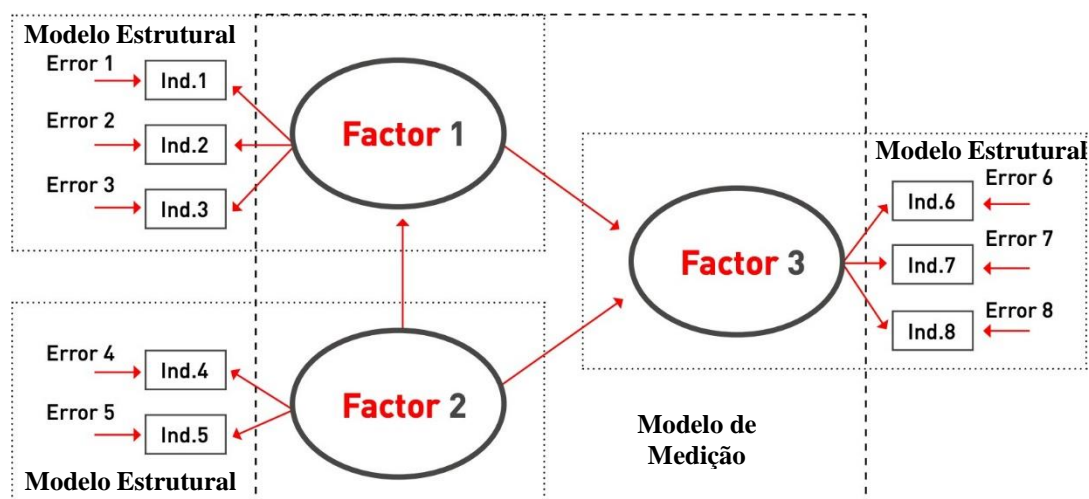 Modelo Estrutural
Error 1
Ind.1
Error 2
Ind.2
Error 3
Ind.3
Factor 1
Modelo Estrutural
Error 6
Ind.6
Error 7
Ind.7
Error 8
Ind.8
Factor 3
Error 4
Ind.4
Error 5
Ind.5
Factor 2
Modelo Estrutural
Modelo de
Medição